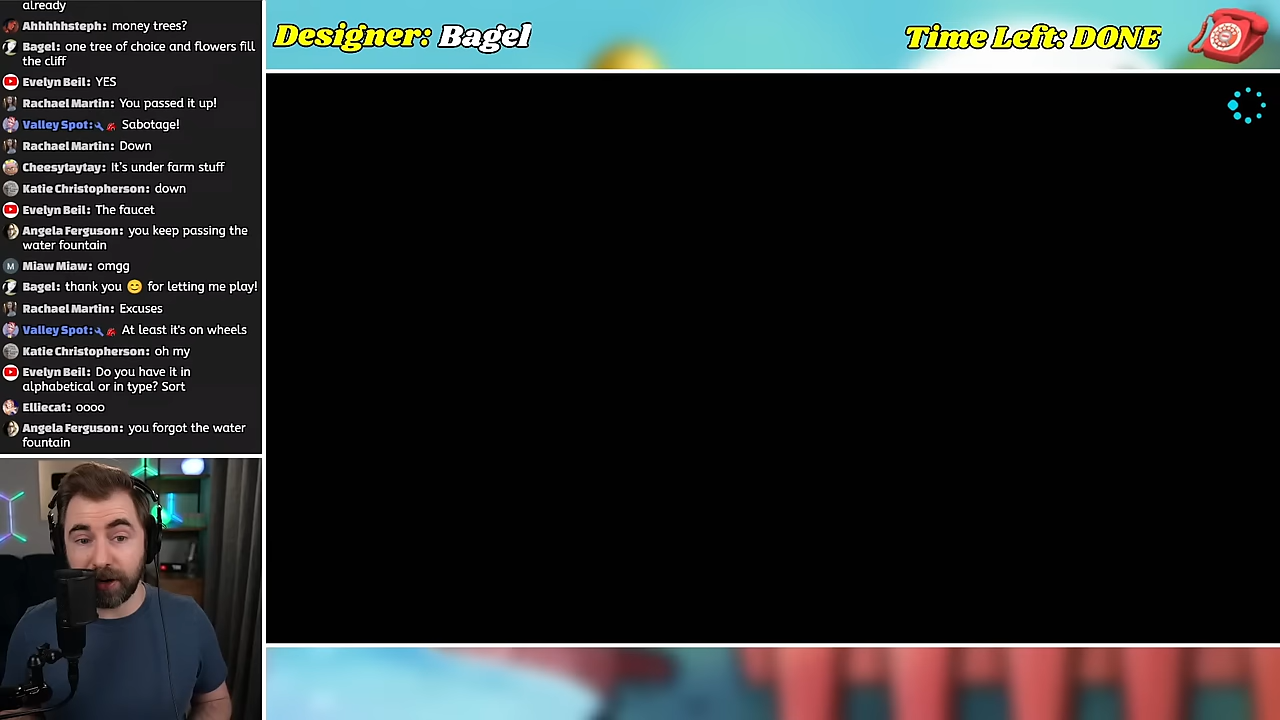 already
Ahhhhhsteph: money trees?
Bagel: one tree of choice and flowers fill
the cliff
Evelyn Beil: YES
Rachael Martin: You passed it up!
Valley Spot: Sabotage!
Rachael Martin: Down
Cheesytaytay: It's under farm stuff
Katie Christopherson: down
Evelyn Beil: The faucet
Angela Ferguson: you keep passing the
water fountain
M Miaw Miaw: omgg
Bagel: thank you 😊 for letting me play!
Rachael Martin: Excuses
Valley Spot: At least it's on wheels
Katie Christopherson: oh my
Evelyn Beil: Do you have it in
alphabetical or in type? Sort
Elliecat: oooo
Angela Ferguson: you forgot the water
fountain
Designer: Bagel
Time Left: DONE